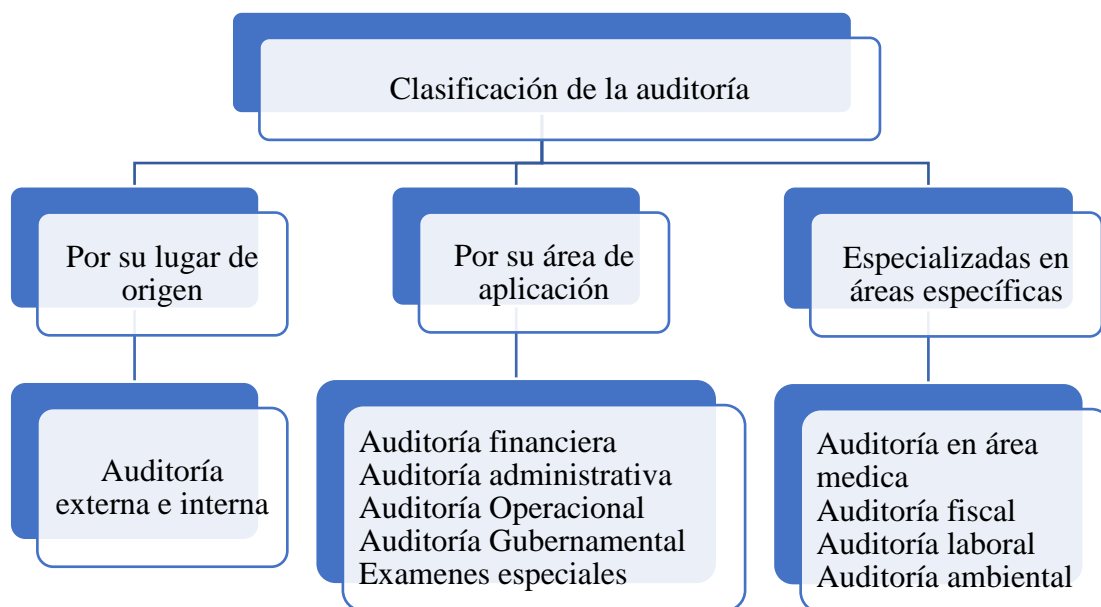 Clasificación de la auditoría
Por su lugar de
origen
Por su área de
aplicación
Especializadas en
áreas específicas
Auditoría
externa e interna
Auditoría financiera
Auditoría administrativa
Auditoría Operacional
Auditoría Gubernamental
Examenes especiales
Auditoría en área
medica
Auditoría fiscal
Auditoría laboral
Auditoría ambiental